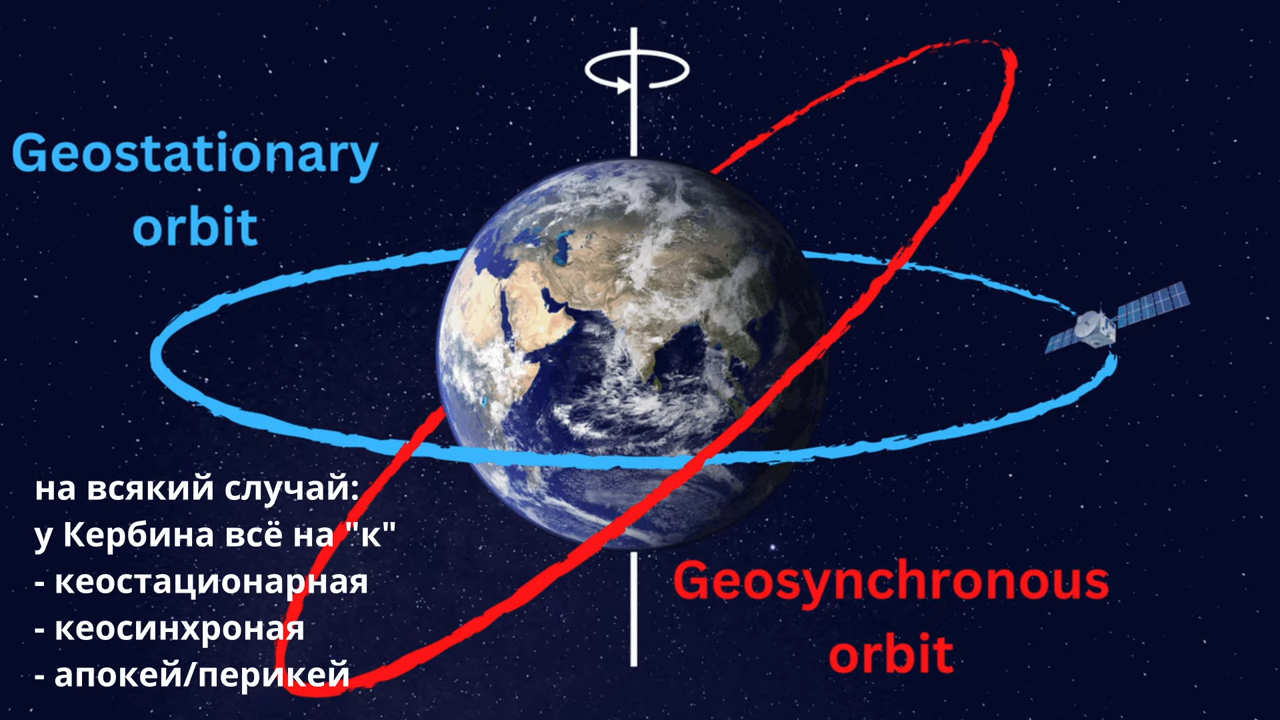 Geostationary
orbit
на всякий случай:
у Кербина всё на "к"
- кеостационарная
- кеосинхроная
- апокей/перикей
Geosynchronous
orbit